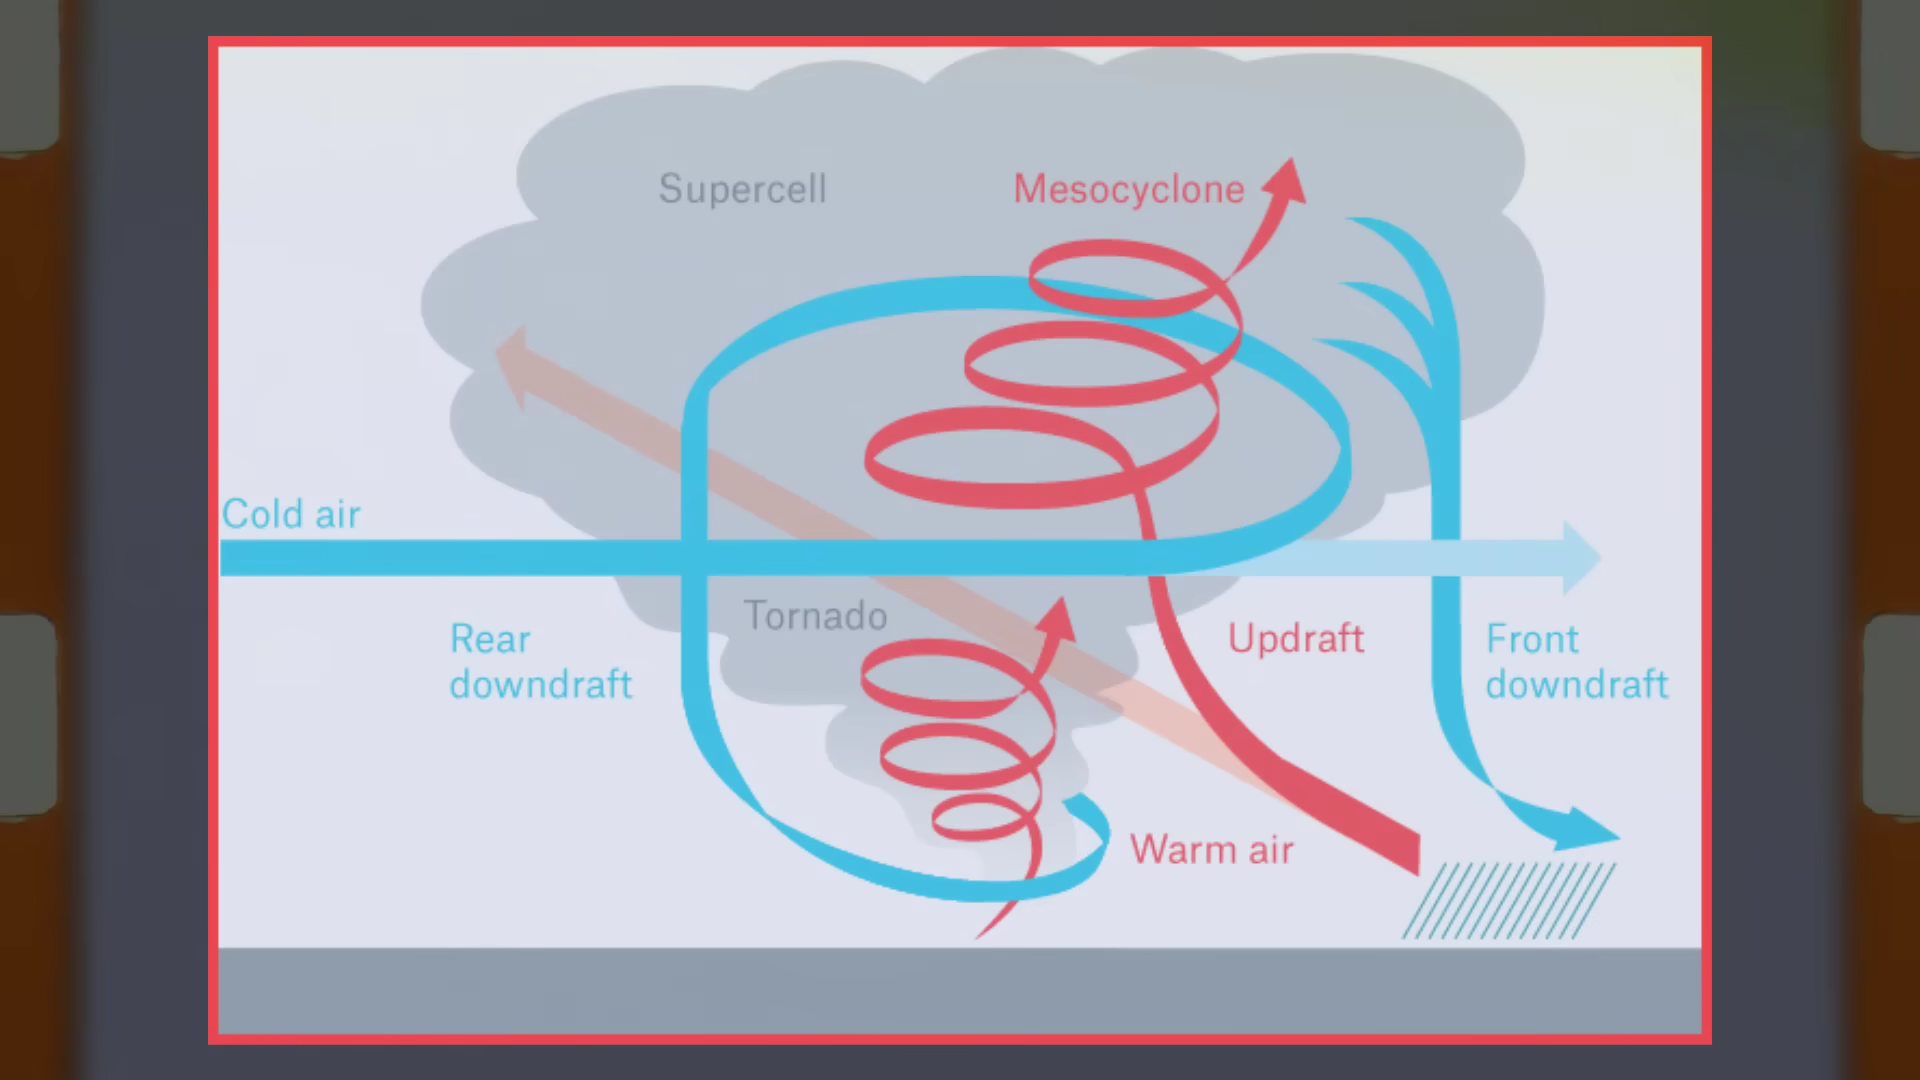 Supercell
Mesocyclone
Cold air
Tornado
Rear
downdraft
Updraft
Front
downdraft
Warm air